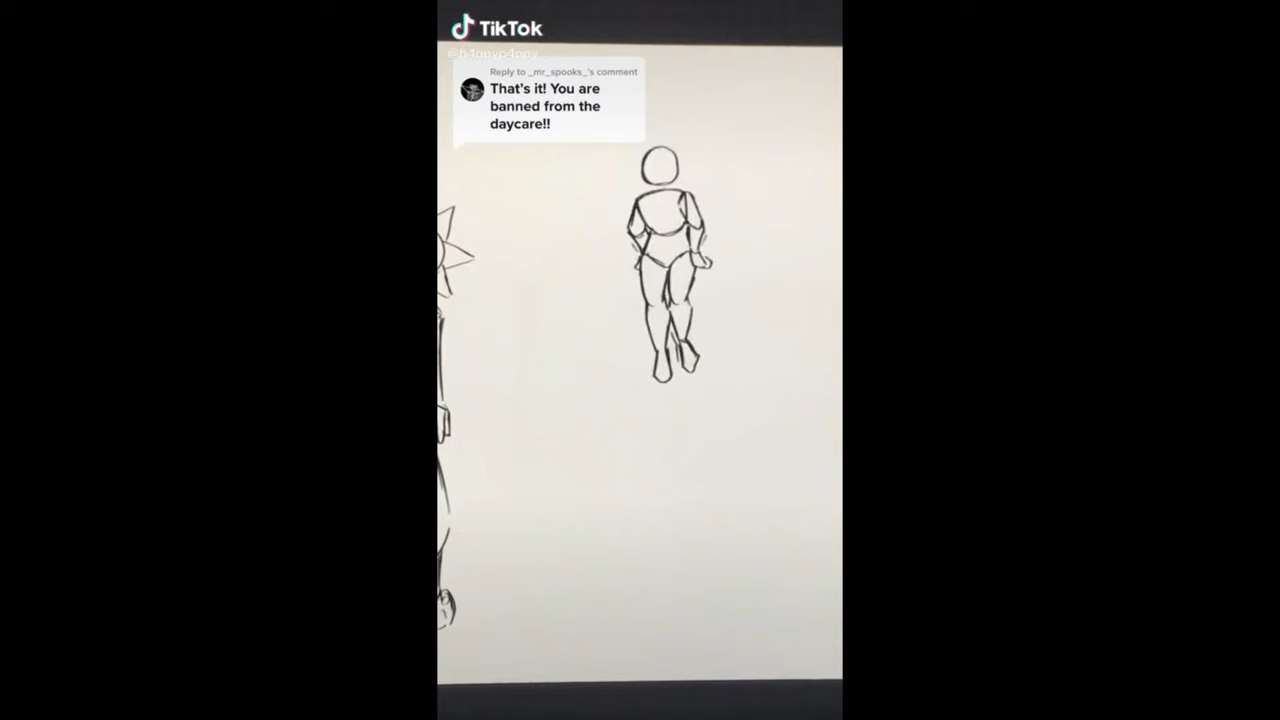 TikTok
Reply to _mr_spooks_'s comment
That's it! You are
banned from the
daycare!!